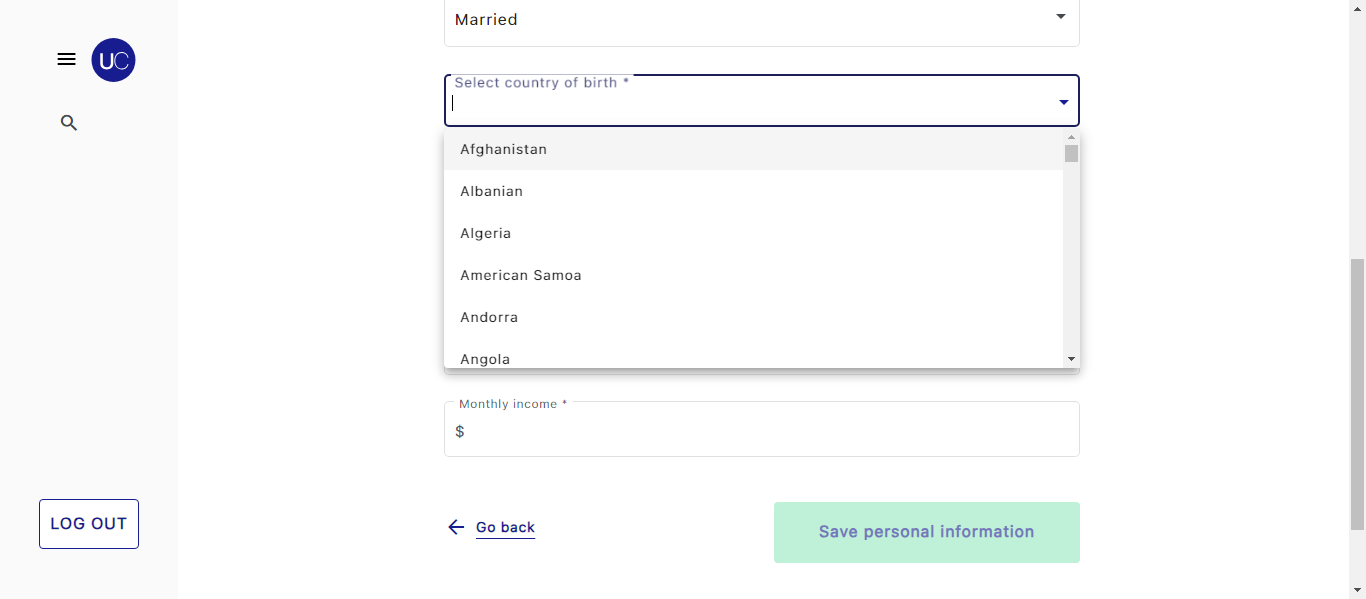 Married
UC
Select country of birth *
Afghanistan
Albanian
Algeria
American Samoa
Andorra
Angola
Monthly income *
$
LOG OUT
Go back
Save personal information